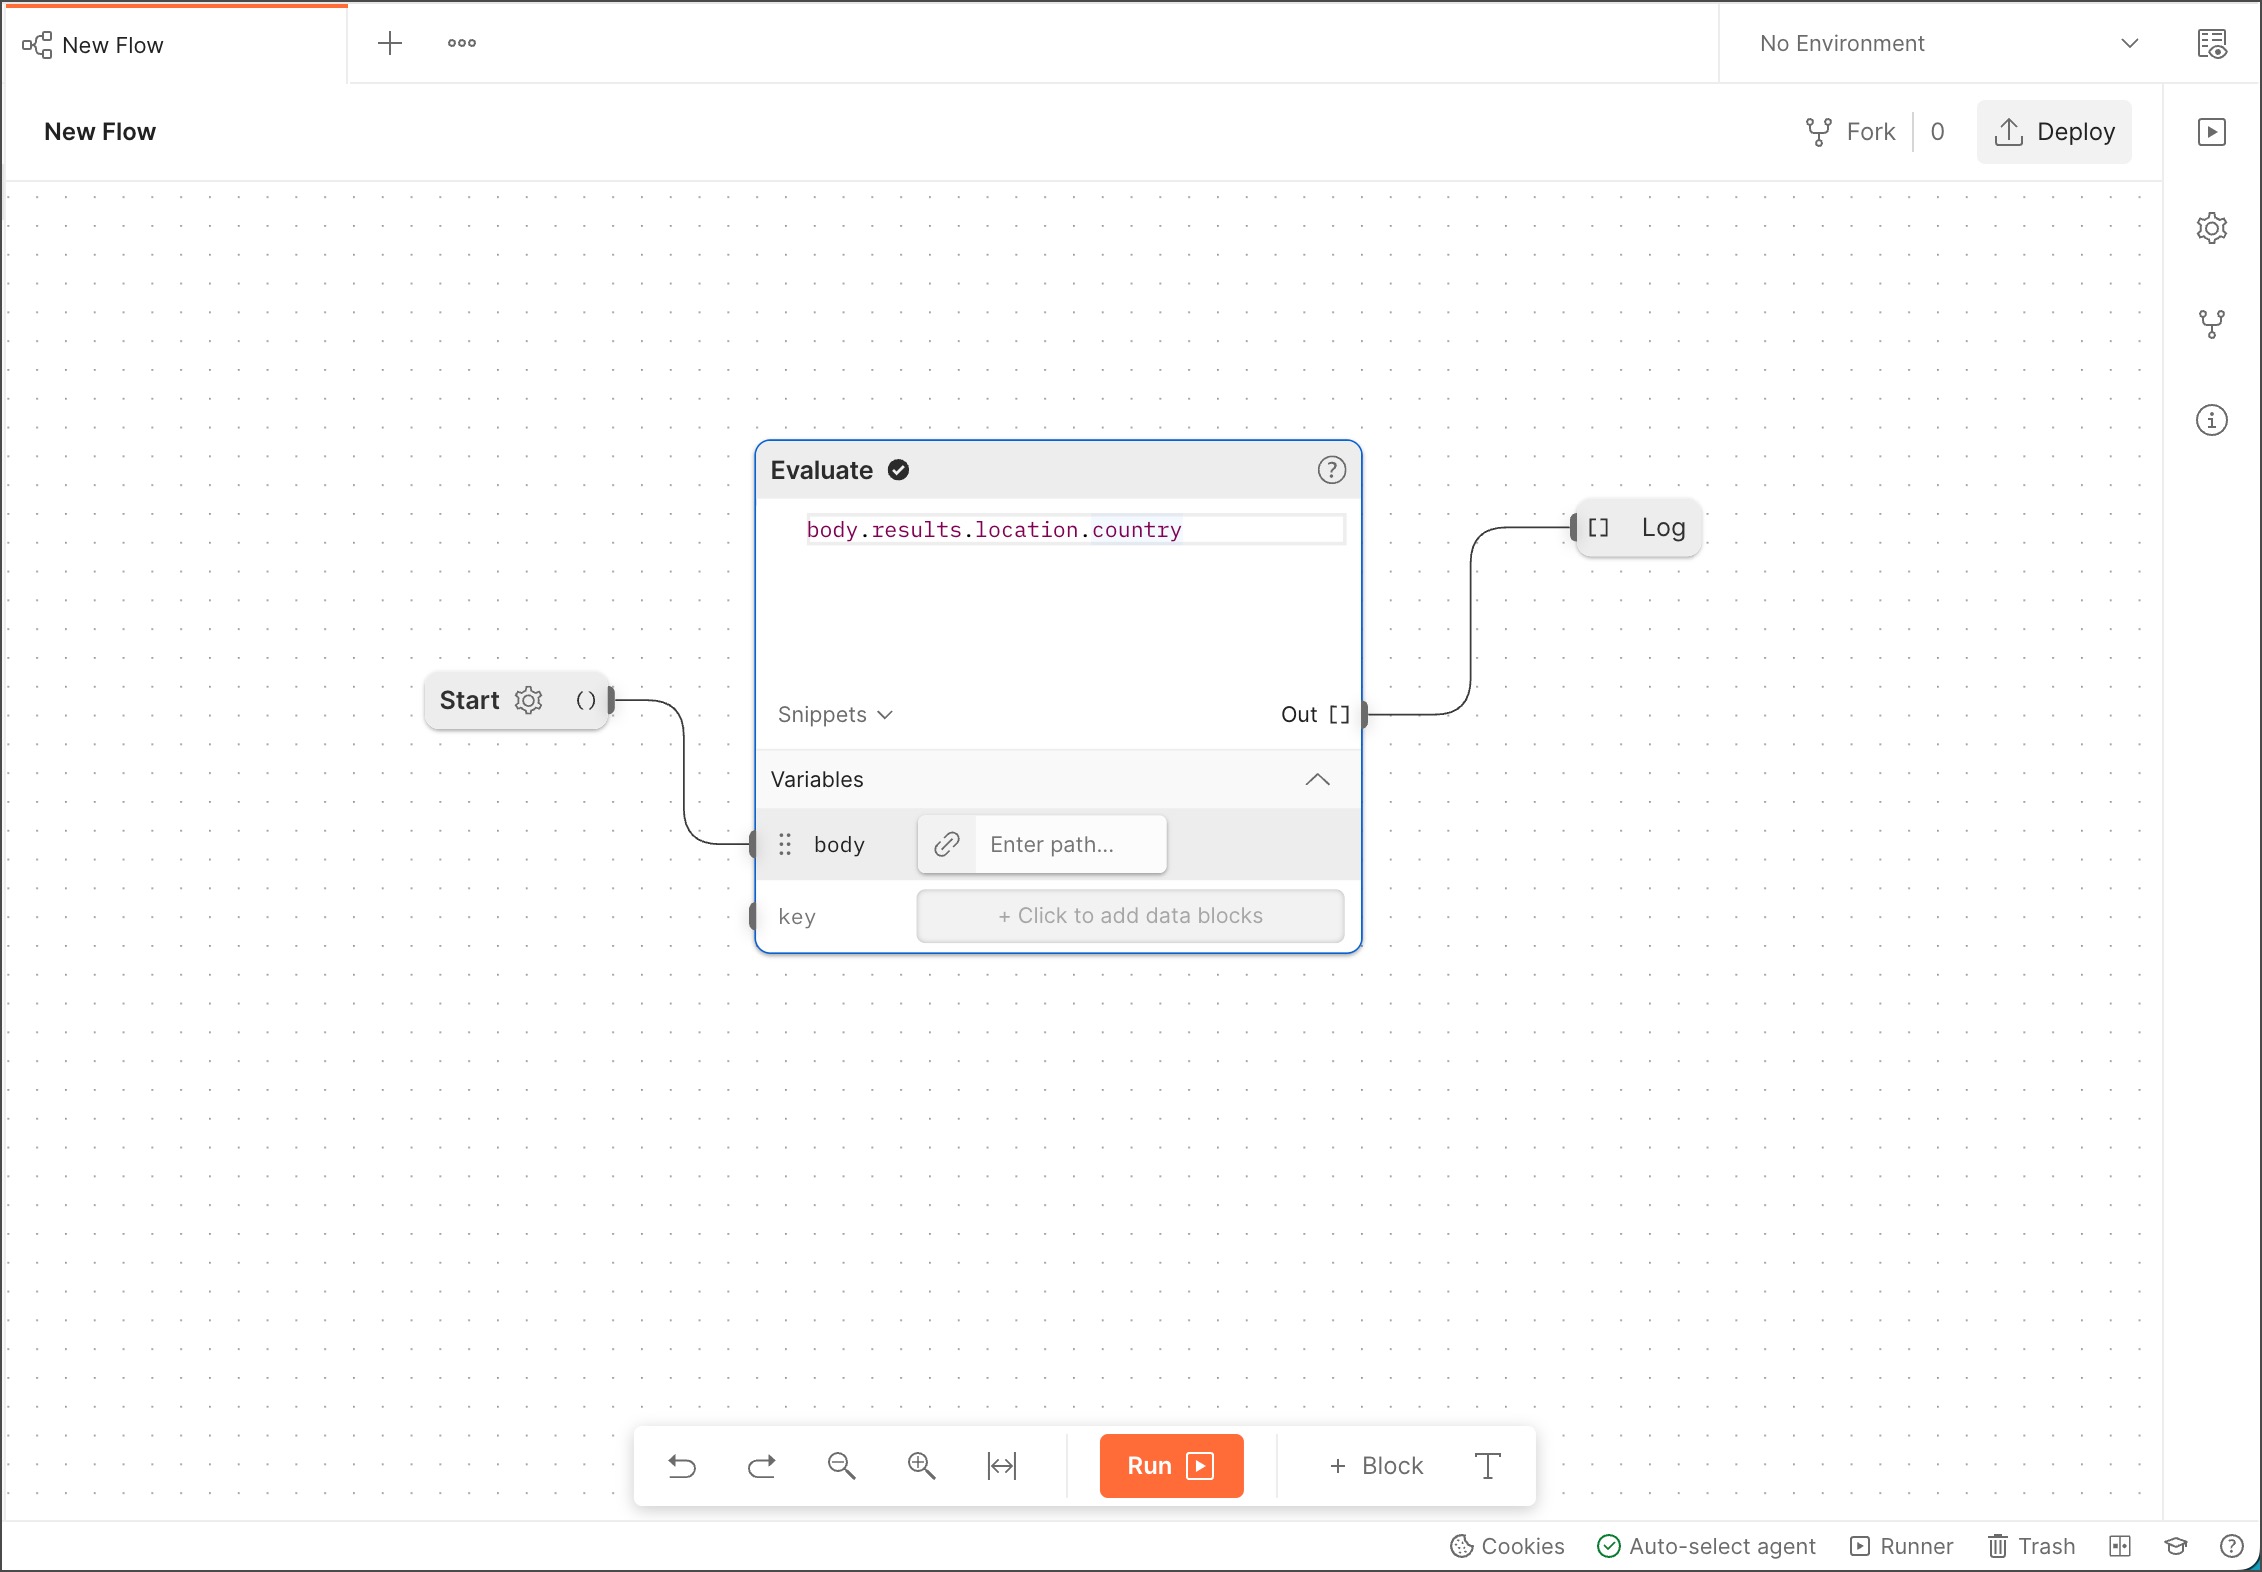 New Flow
No Environment
New Flow
Fork
0
Deploy
Evaluate
body.results.location.country
[] Log
Start
()
Snippets
Out []
Variables
body
Enter path...
key
+ Click to add data blocks
Run
+ Block
T
Cookies
Auto-select agent
Runner
Trash